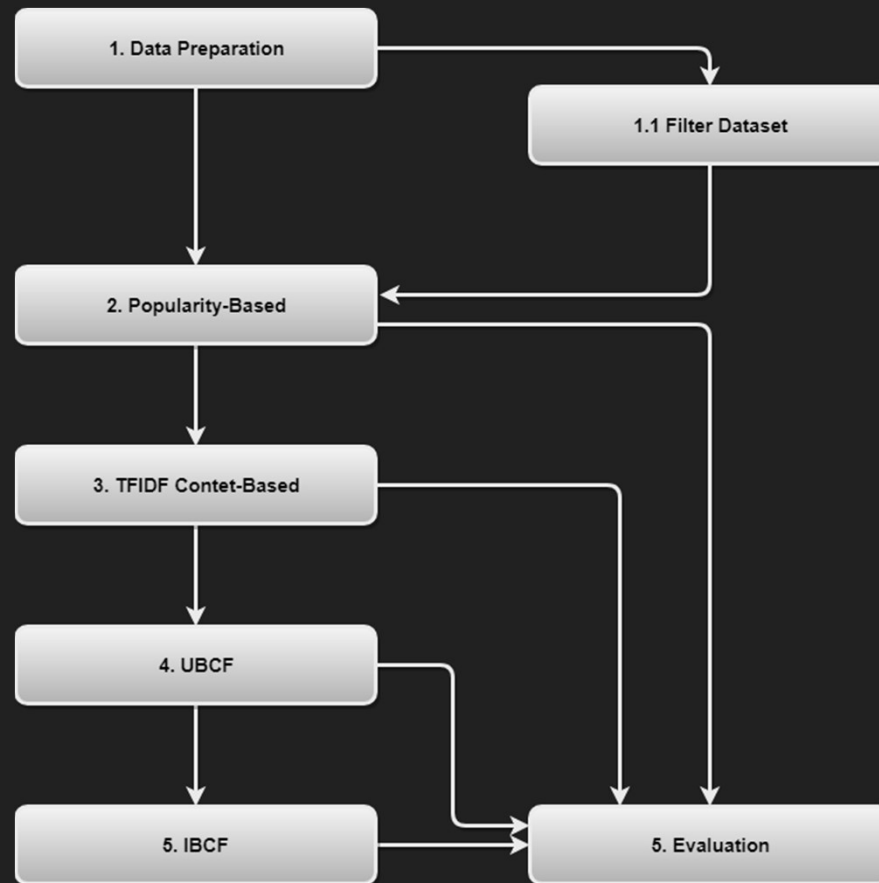 1. Data Preparation
1.1 Filter Dataset
2. Popularity-Based
3. TFIDF Contet-Based
4. UBCF
5. IBCF
5. Evaluation